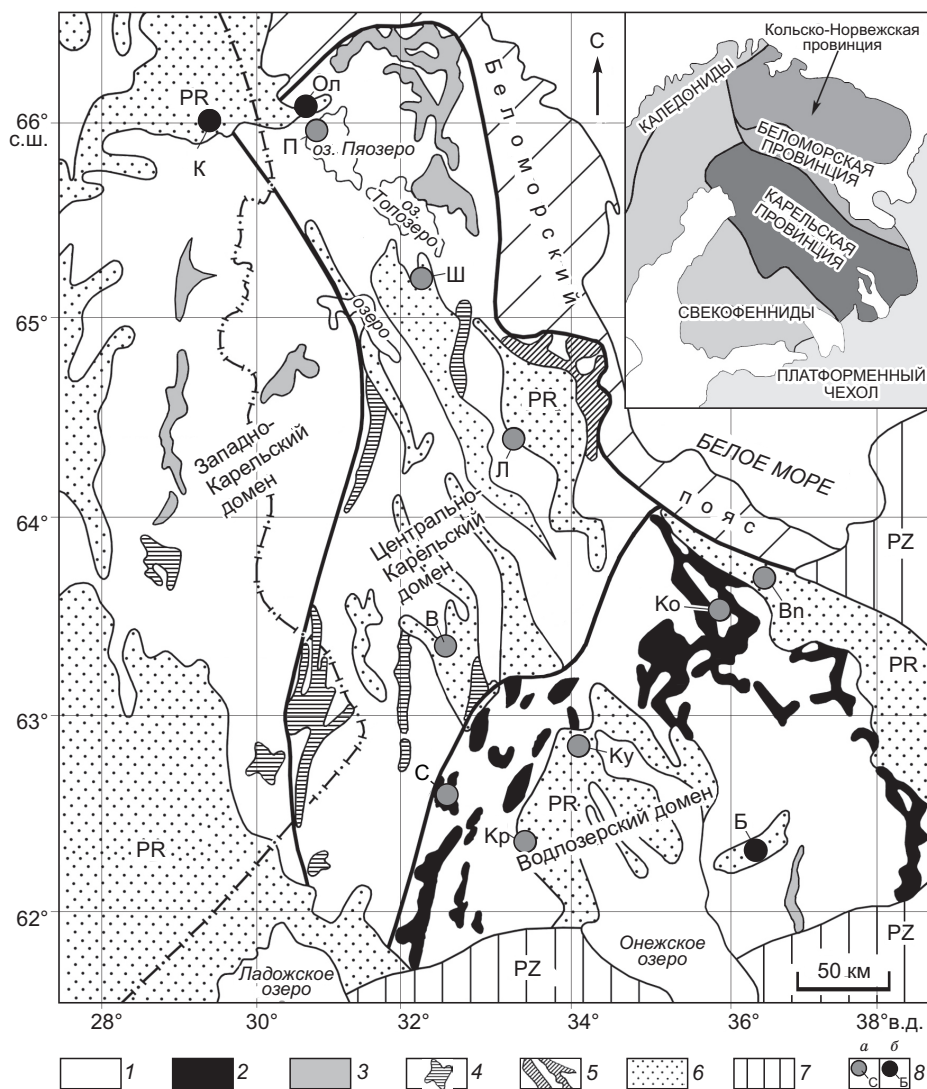 66°
с.ш.
65°
64°
63°
62°
PR
К
Ол
П
оз. Пяозеро
оз.
Топозеро
С
Беломорский
Ш
озеро
PR
Л
Западно-
Карельский
домен
Центрально-
Карельский
домен
В
БЕЛОЕ МОРЕ
пояс
PZ
Ко
Вп
PR
С
Ку
PR
Кр
Водлозерский домен
Б
PR
PZ
Ладожское
озеро
PZ
Онежское
озеро
50 км
28°
30°
32°
34°
36°
38°в.д.
Кольско-Норвежская
провинция
КАЛЕДОНИДЫ
БЕЛОМОРСКАЯ
ПРОВИНЦИЯ
КАРЕЛЬСКАЯ
ПРОВИНЦИЯ
СВЕКОФЕННИДЫ
ПЛАТФОРМЕННЫЙ
ЧЕХОЛ
1
2
3
4
5
6
7
а
б
С
Б
8